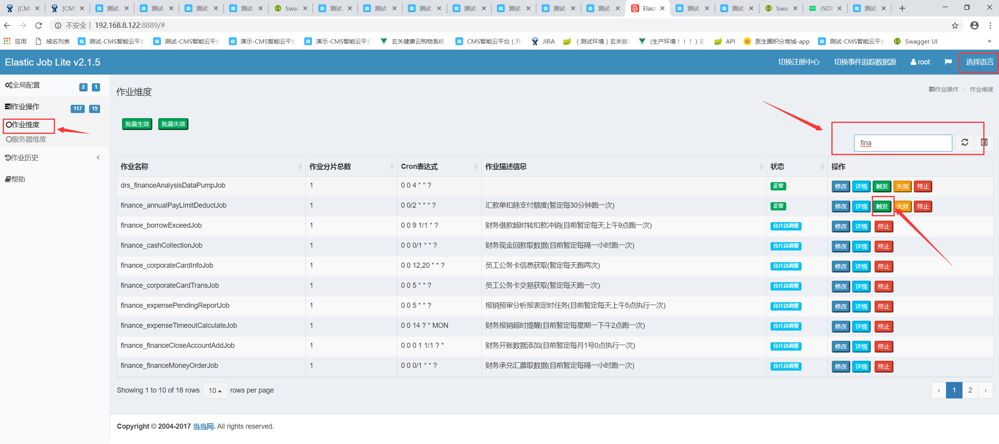 [CM
[CM
测试
测试
测试
测试
Swa
测试
测试
测试
测试
测试
测试
测试
Elast
测试
测试
Swa
JSO
测试
不安全 | 192.168.8.122:8889/#
应用
域名列表
测试-CMS智能云平台
测试-CMS智能云平台
演示-CMS智能云平台
演示-CMS智能云平台
玄关健康云购物系统
CMS智能云平台 ( 开
JIRA
( 测试环境 ) 玄关健
(生产环境 ! ! ! ) 玄
API
医生圈积分商城-app
测试-CMS智能云平台
Swagger UI
»
Elastic Job Lite v2.1.5
切换注册中心
切换事件追踪数据源
root
选择语言
全局配置 2 1
作业操作 117 19
作业维度
服务器维度
作业历史
帮助
作业维度
作业操作 > 作业维度
批量生效 批量失效
fina
作业名称 作业分片总数 Cron表达式 作业描述信息 状态 操作
drs_financeAnalysisDataPumpJob 1 0 0 4 * * ? 正常 修改 详情 触发 失效 终止
finance_annualPayLimitDeductJob 1 0 0/2 * * * ? 汇款单扣除支付额度(暂定每30分钟跑一次) 正常 修改 详情 触发 失效 终止
finance_borrowExceedJob 1 0 0 9 1/1 * ? 财务借款超时转扣款冲销(目前暂定每天上午9点跑一次) 分片待调整 修改 详情 终止
finance_cashCollectionJob 1 0 0 0/1 * * ? 财务现金回款取数据(目前暂定每隔一小时跑一次) 分片待调整 修改 详情 终止
finance_corporateCardInfoJob 1 0 0 12,20 * * ? 员工公务卡信息获取(暂定每天跑两次) 分片待调整 修改 详情 终止
finance_corporateCardTransJob 1 0 0 5 * * ? 员工公务卡交易获取(暂定每天跑一次) 分片待调整 修改 详情 终止
finance_expensePendingReportJob 1 0 0 5 * * ? 报销预审分析报表定时任务(目前暂定每天上午5点执行一次) 分片待调整 修改 详情 终止
finance_expenseTimeoutCalculateJob 1 0 0 14 ? * MON 财务报销超时提醒(目前暂定每星期一下午2点跑一次) 分片待调整 修改 详情 终止
finance_financeCloseAccountAddJob 1 0 0 0 1 1/1 ? * 财务开账数据添加(目前暂定每月1号0点执行一次) 分片待调整 修改 详情 终止
finance_financeMoneyOrderJob 1 0 0 0/1 * * ? 财务承兑汇票取数据(目前暂定每隔一小时跑一次) 分片待调整 修改 详情 终止
Showing 1 to 10 of 18 rows 10 rows per page
‹ 1 2 ›
Copyright © 2004-2017 当当网. All rights reserved.